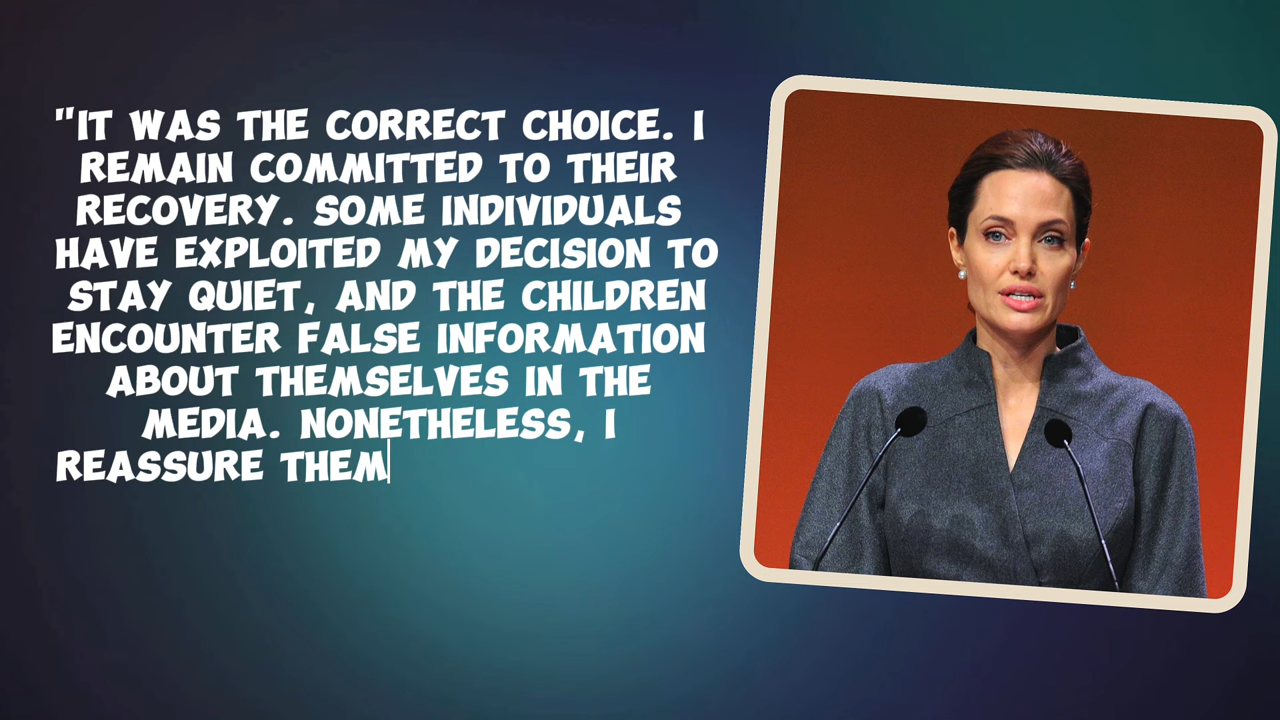 "IT WAS THE CORRECT CHOICE. I
REMAIN COMMITTED TO THEIR
RECOVERY. SOME INDIVIDUALS
HAVE EXPLOITED MY DECISION TO
STAY QUIET, AND THE CHILDREN
ENCOUNTER FALSE INFORMATION
ABOUT THEMSELVES IN THE
MEDIA. NONETHELESS, I
REASSURE THEM